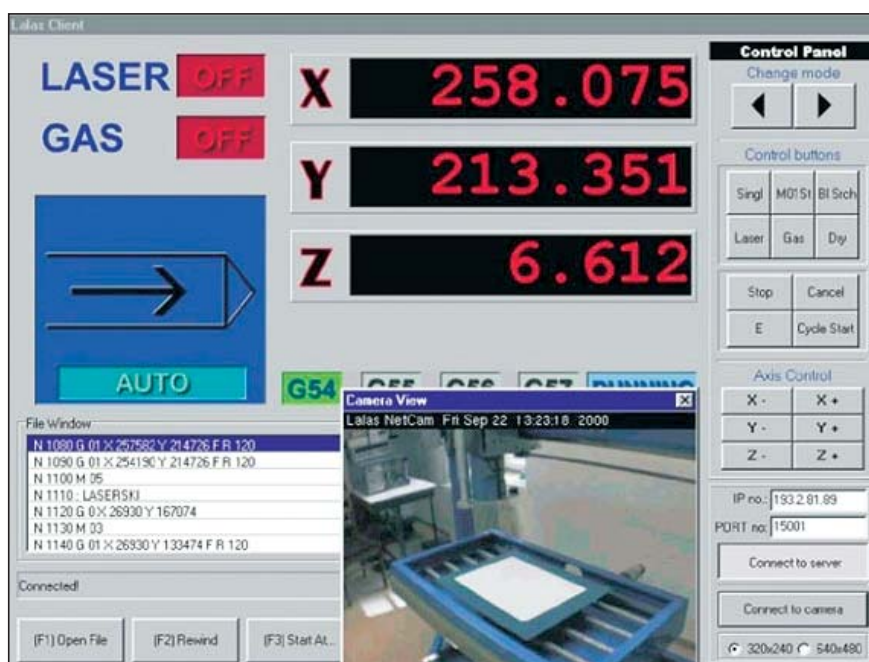 Lalas Client
LASER OFF
GAS OFF
X 258.075
Y 213.351
Z 6.612
AUTO
G54 G55 G56 G57 RUNNING
File Window
N 1080 G 01 X 257582 Y 214726 F R 120
N 1090 G 01 X 254190 Y 214726 F R 120
N 1100 M 05
N 1110 ; LASERSKI
N 1120 G 0 X 26930 Y 167074
N 1130 M 03
N 1140 G 01 X 26930 Y 133474 F R 120
Connected!
(F1) Open File
(F2) Rewind
(F3) Start At...
Camera View
Lalas NetCam Fri Sep 22 13:23:18 2000
Control Panel
Change mode
Control buttons
Singl M01St Bl Srch
Laser Gas Dry
Stop Cancel
E Cycle Start
Axis Control
X - X +
Y - Y +
Z - Z +
IP no.: 193.2.81.89
PORT no: 15001
Connect to server
Connect to camera
320x240 640x480